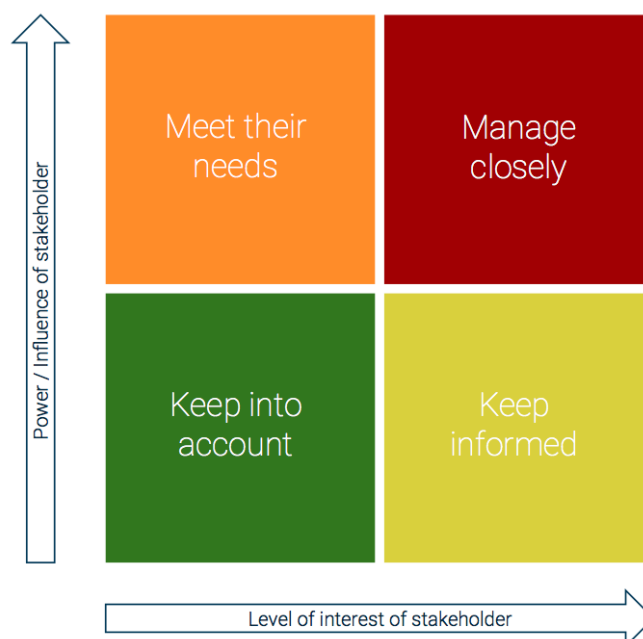 Meet their
needs
Manage
closely
Power / Influence of stakeholder
Keep into
account
Keep
informed
Level of interest of stakeholder